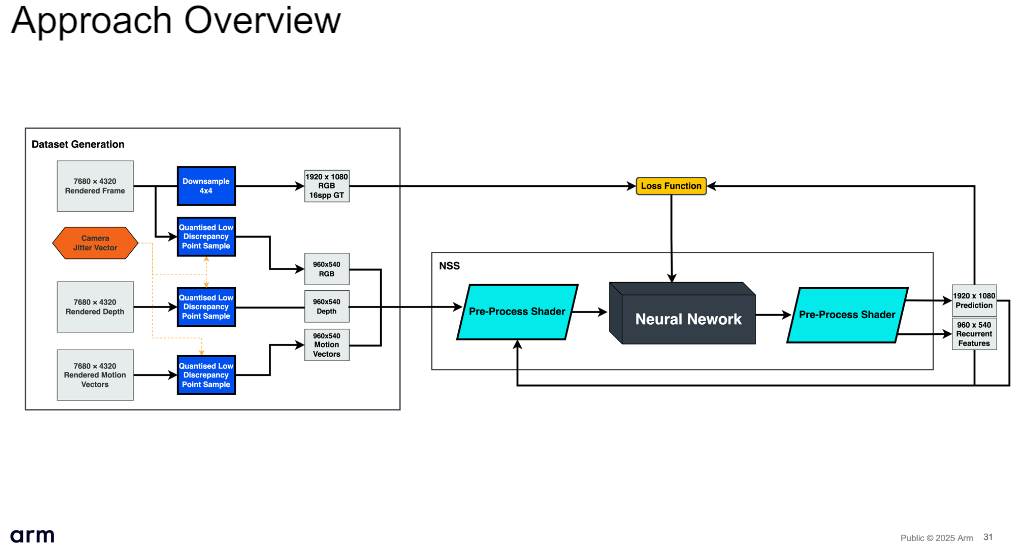 Approach Overview
Dataset Generation
7680 × 4320
Rendered Frame
Downsample
4x4
1920 x 1080
RGB
16spp GT
Loss Function
Camera
Jitter Vector
Quantised Low
Discrepancy
Point Sample
960x540
RGB
NSS
7680 × 4320
Rendered Depth
Quantised Low
Discrepancy
Point Sample
960x540
Depth
Pre-Process Shader
Neural Nework
Pre-Process Shader
1920 x 1080
Prediction
960 x 540
Recurrent
Features
7680 × 4320
Rendered Motion
Vectors
Quantised Low
Discrepancy
Point Sample
960x540
Motion
Vectors
arm
Public © 2025 Arm 31